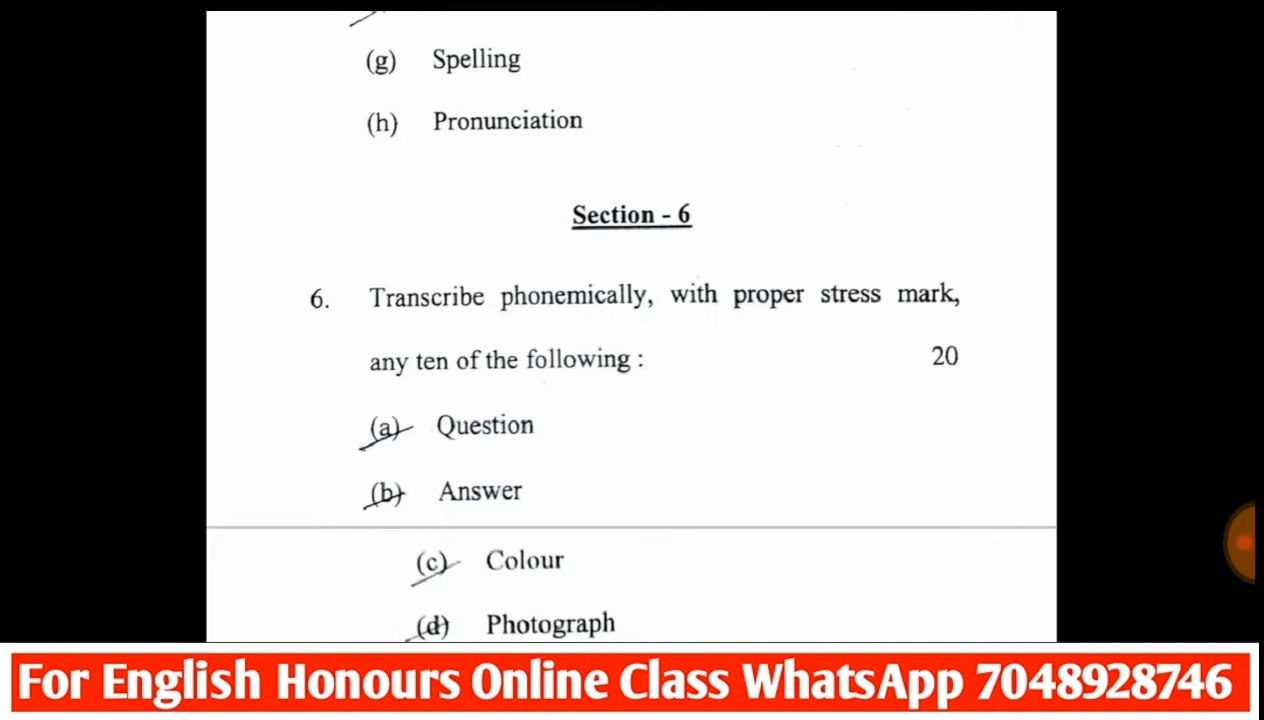 (g) Spelling
(h) Pronunciation
Section - 6
6. Transcribe phonemically, with proper stress mark,
any ten of the following : 20
(a) Question
(b) Answer
(c) Colour
(d) Photograph
For English Honours Online Class WhatsApp 7048928746